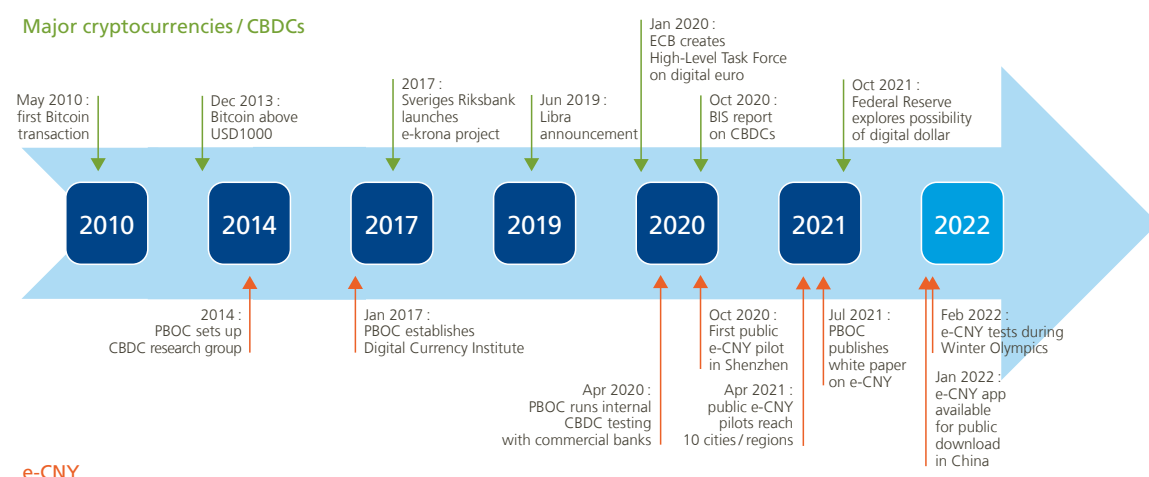 Major cryptocurrencies / CBDCs
May 2010 :
first Bitcoin
transaction
Dec 2013 :
Bitcoin above
USD1000
2017 :
Sveriges Riksbank
launches
e-krona project
Jun 2019 :
Libra
announcement
Jan 2020 :
ECB creates
High-Level Task Force
on digital euro
Oct 2020 :
BIS report
on CBDCs
Oct 2021 :
Federal Reserve
explores possibility
of digital dollar
2010
2014
2017
2019
2020
2021
2022
2014 :
PBOC sets up
CBDC research group
Jan 2017 :
PBOC establishes
Digital Currency Institute
Apr 2020 :
PBOC runs internal
CBDC testing
with commercial banks
Oct 2020 :
First public
e-CNY pilot
in Shenzhen
Apr 2021 :
public e-CNY
pilots reach
10 cities / regions
Jul 2021 :
PBOC
publishes
white paper
on e-CNY
Feb 2022 :
e-CNY tests during
Winter Olympics
Jan 2022 :
e-CNY app
available
for public
download
in China
e-CNY